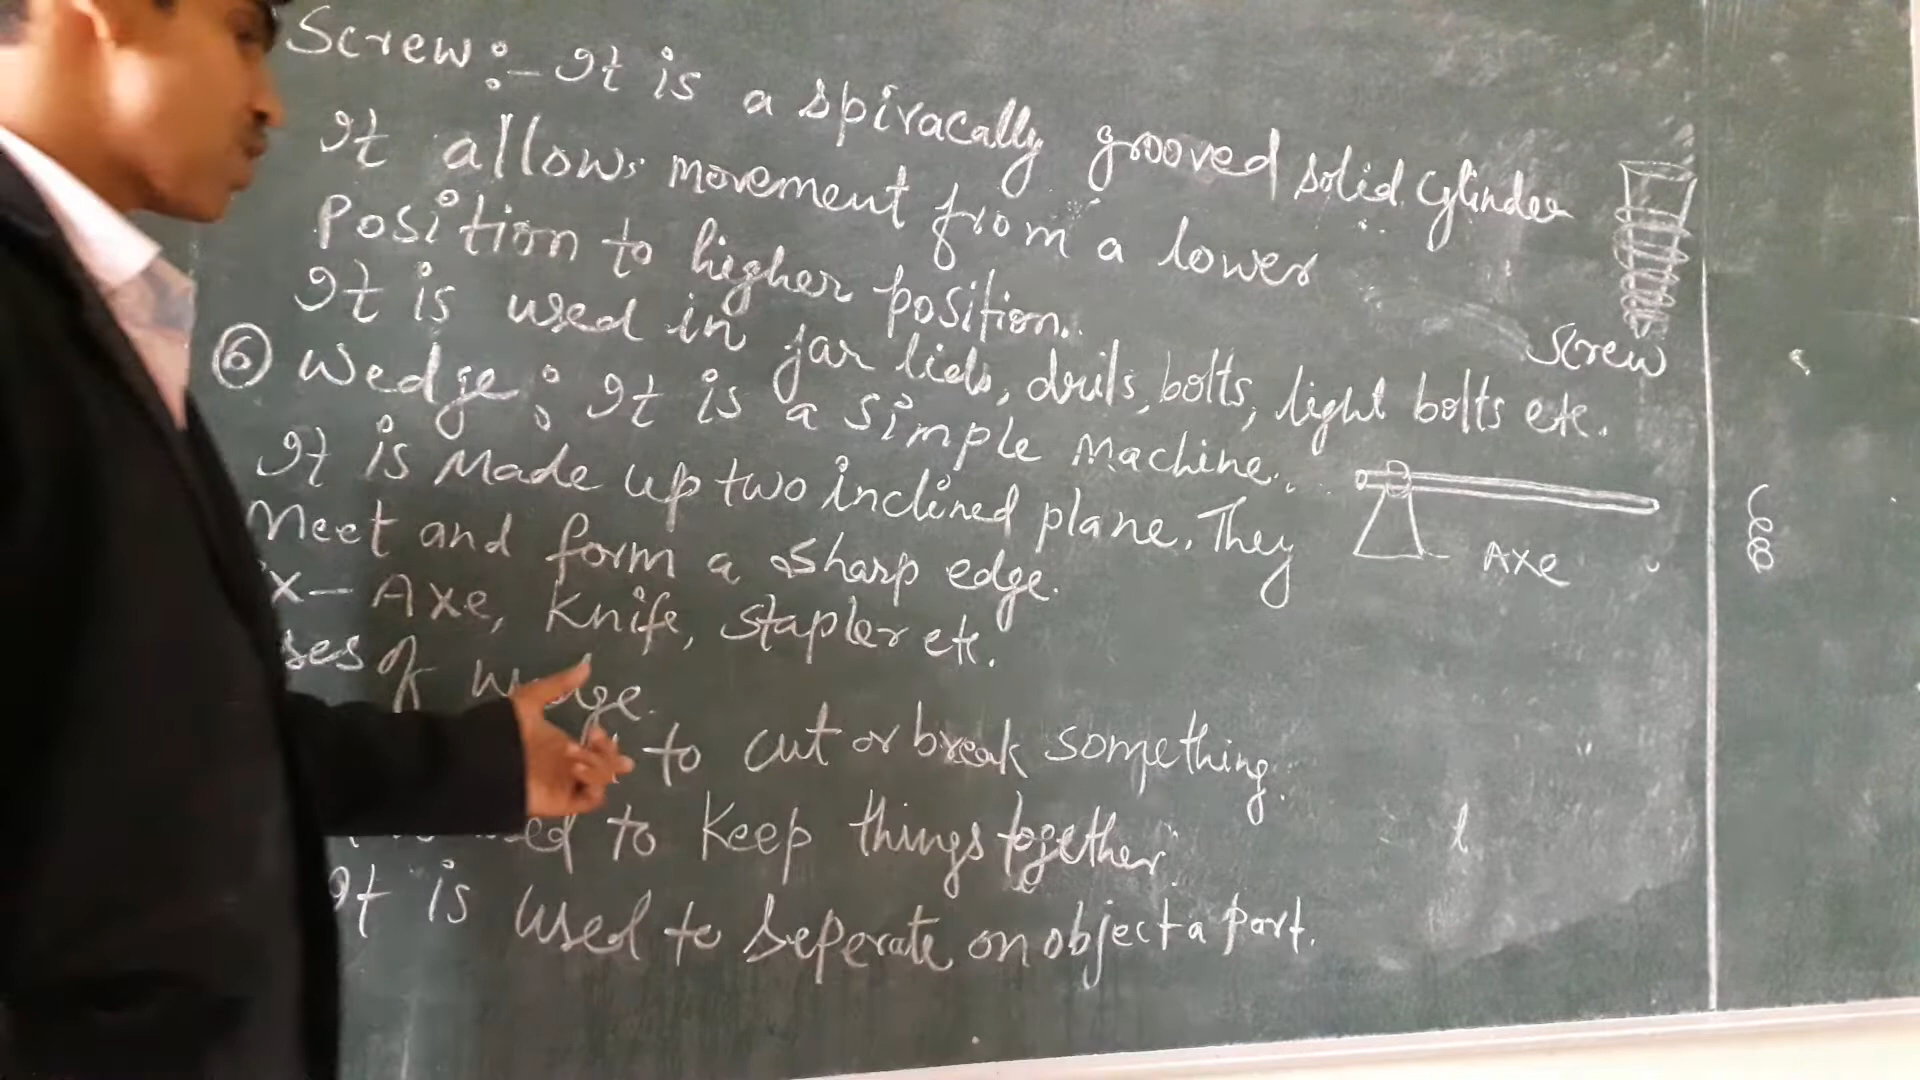 Screw:- It is a spiracally grooved solid cylinder
It allows movement from a lower
Position to higher position.
It is used in jar lids, drils, bolts, light bolts etc.
Screw
⑥ Wedge: It is a simple Machine.
It is Made up two inclined plane. They
Meet and form a sharp edge.
AXe
x- Axe, Knife, stapler etc.
ses of
to cut or break something.
to keep things together.
It is used to seperate on object a part.